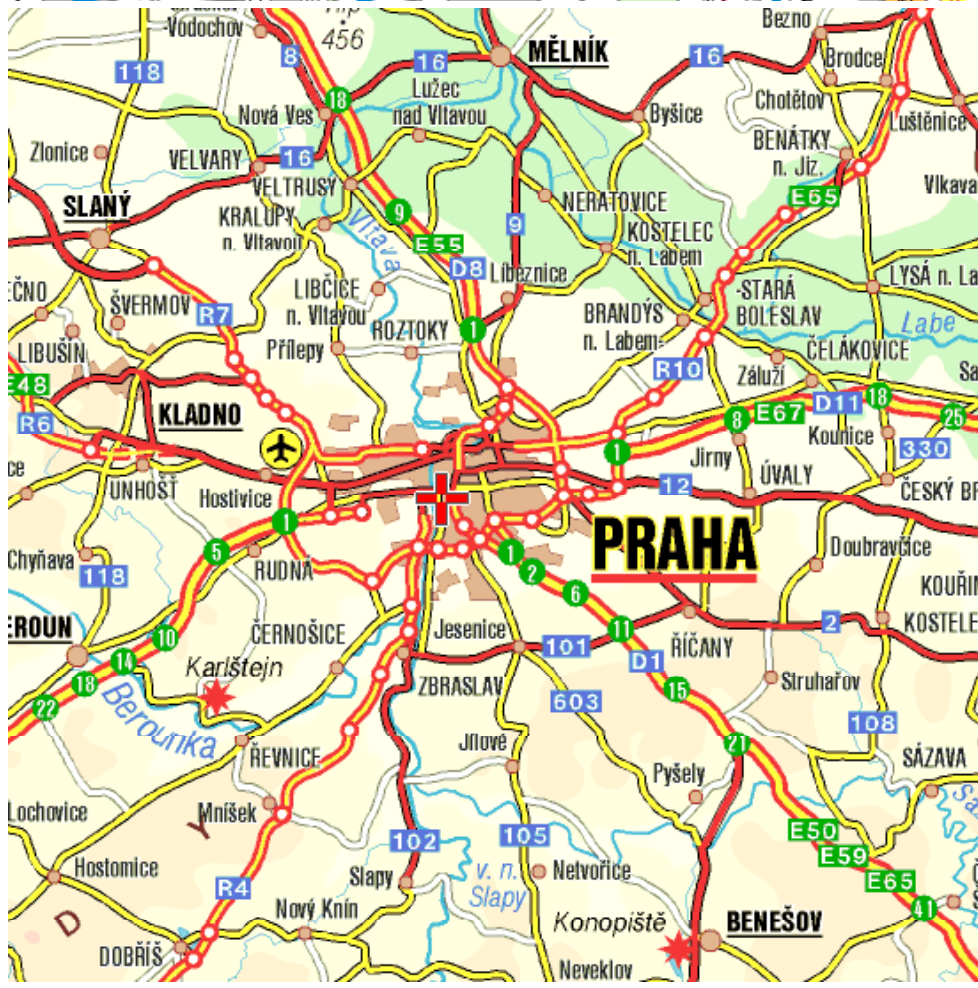 Vodochov
456
MĚLNÍK
Bezno
Brodce
118
8
16
16
Lužec
nad Vltavou
Chotětov
18
Nová Ves
Byšice
Luštěnice
BENÁTKY
n. Jiz.
Zlonice
VELVARY
16
VELTRUSY
Vlkava
E65
SLANÝ
KRALUPY
n. Vltavou
Vltava
9
E55
9
NERATOVICE
KOSTELEC
n. Labem
D8
Líbeznice
LYSÁ n. La
LIBČICE
n. Vltavou
STARÁ
BOLESLAV
ŠVERMOV
R7
1
ROZTOKY
BRANDÝS
n. Labem
Labe
LIBUŠÍN
Přílepy
R10
Záluží
ČELÁKOVICE
E48
R6
KLADNO
8
E67
D11
18
25
1
Jirny
Kounice
330
UNHOŠŤ
Hostivice
12
ÚVALY
ČESKÝ BR
5
1
PRAHA
Chyňava
118
RUDNÁ
1
2
6
Doubravčice
KOUŘIM
EROUN
10
ČERNOŠICE
Jesenice
101
11
ŘÍČANY
2
KOSTELE
14
18
22
Karlštejn
ZBRASLAV
D1
15
Struhařov
603
Berounka
108
ŘEVNICE
Jílové
21
SÁZAVA
Pyšely
Lochovice
Mníšek
Y
102
105
E50
E59
E65
Hostomice
R4
Slapy
v. n.
Slapy
Netvořice
41
D
Nový Knín
Konopiště
BENEŠOV
DOBŘÍŠ
Neveklov